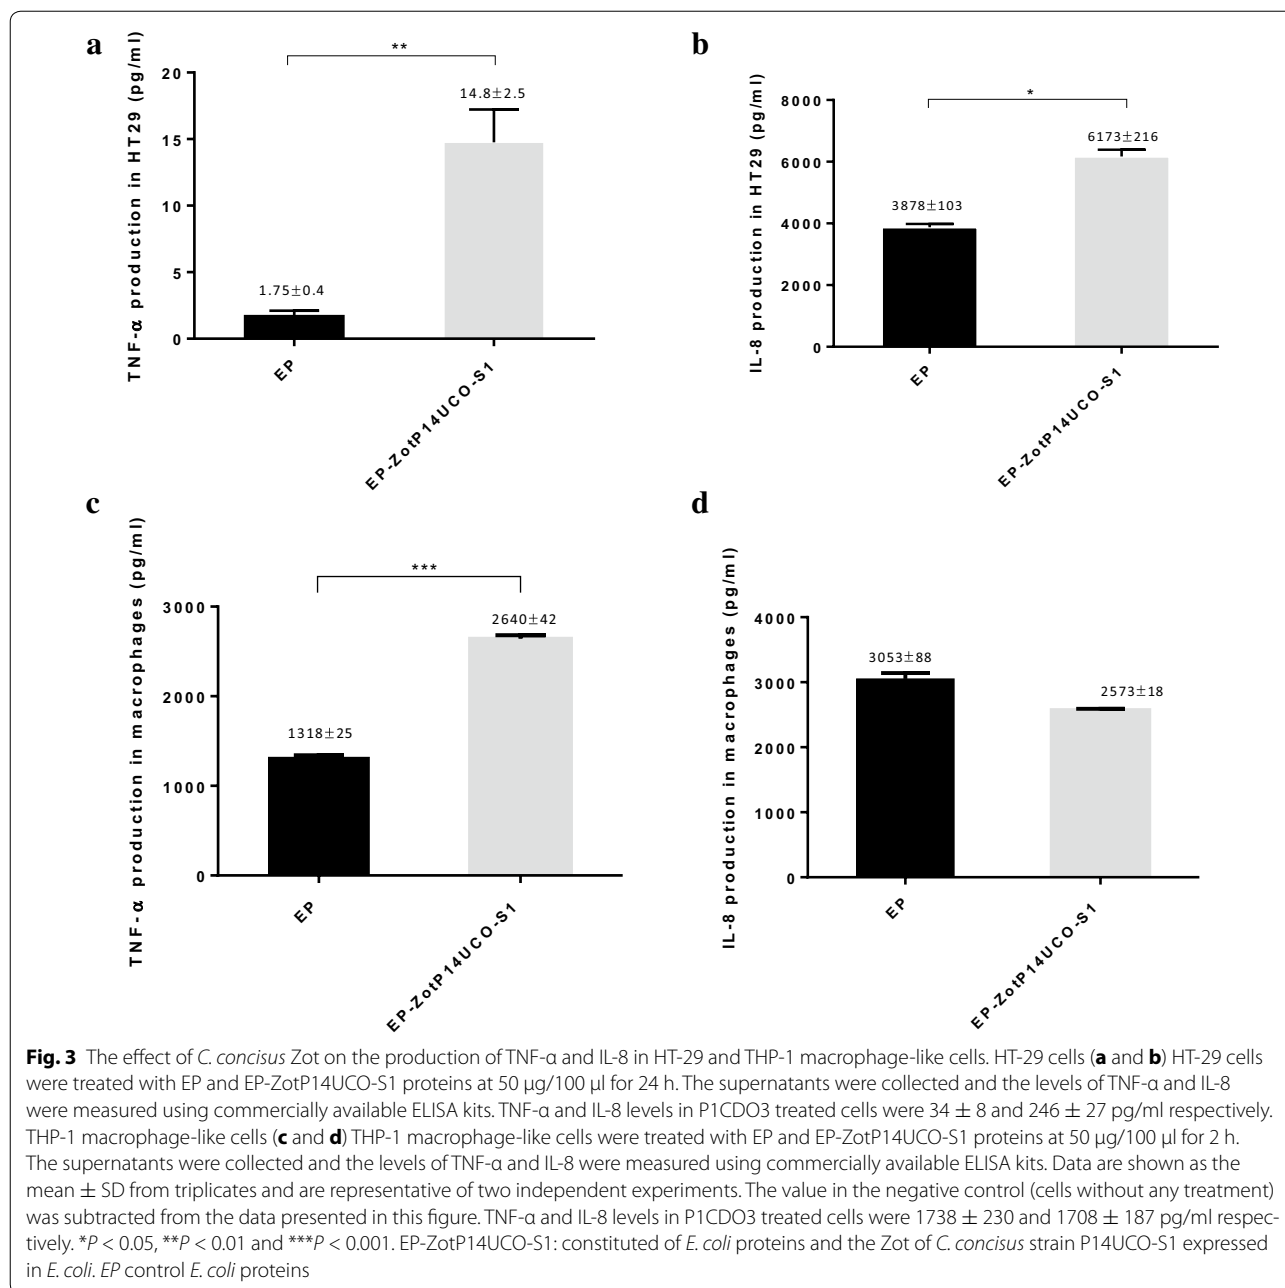 a
TNF-α production in HT29 (pg/ml)
**
20
15
10
5
0
14.8±2.5
1.75±0.4
EP
EP-ZotP14UCO-S1
b
IL-8 production in HT29 (pg/ml)
*
8000
6000
4000
2000
0
6173±216
3878±103
EP
EP-ZotP14UCO-S1
c
TNF-α production in macrophages (pg/ml)
***
3000
2000
1000
0
2640±42
1318±25
EP
EP-ZotP14UCO-S1
d
IL-8 production in macrophages (pg/ml)
4000
3000
2000
1000
0
3053±88
2573±18
EP
EP-ZotP14UCO-S1
Fig. 3 The effect of C. concisus Zot on the production of TNF-α and IL-8 in HT-29 and THP-1 macrophage-like cells. HT-29 cells (a and b) HT-29 cells
were treated with EP and EP-ZotP14UCO-S1 proteins at 50 µg/100 µl for 24 h. The supernatants were collected and the levels of TNF-α and IL-8
were measured using commercially available ELISA kits. TNF-α and IL-8 levels in P1CDO3 treated cells were 34 ± 8 and 246 ± 27 pg/ml respectively.
THP-1 macrophage-like cells (c and d) THP-1 macrophage-like cells were treated with EP and EP-ZotP14UCO-S1 proteins at 50 µg/100 µl for 2 h.
The supernatants were collected and the levels of TNF-α and IL-8 were measured using commercially available ELISA kits. Data are shown as the
mean ± SD from triplicates and are representative of two independent experiments. The value in the negative control (cells without any treatment)
was subtracted from the data presented in this figure. TNF-α and IL-8 levels in P1CDO3 treated cells were 1738 ± 230 and 1708 ± 187 pg/ml respec-
tively. *P < 0.05, **P < 0.01 and ***P < 0.001. EP-ZotP14UCO-S1: constituted of E. coli proteins and the Zot of C. concisus strain P14UCO-S1 expressed
in E. coli. EP control E. coli proteins